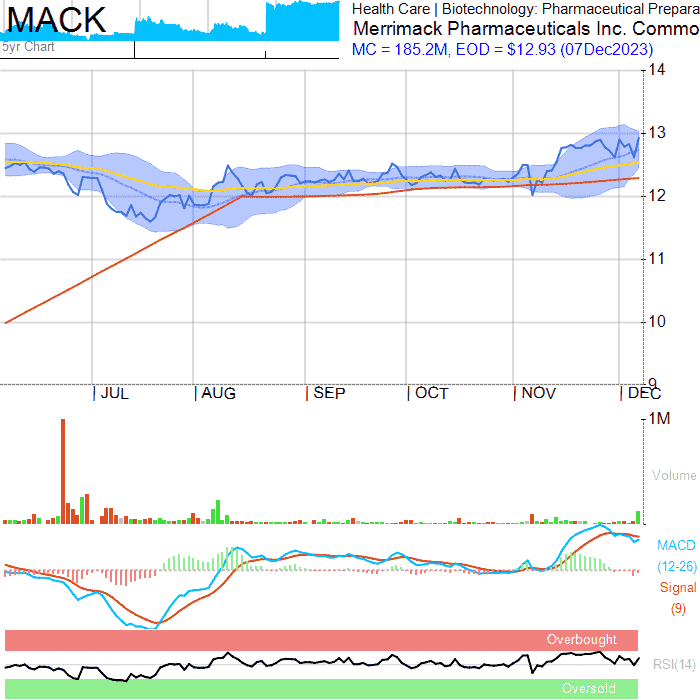 MACK
5yr Chart
Health Care | Biotechnology: Pharmaceutical Prepara
Merrimack Pharmaceuticals Inc. Commo
MC = 185.2M, EOD = $12.93 (07Dec2023)
14
13
12
11
10
9
JUL
AUG
SEP
OCT
NOV
DEC
1M
Volume
MACD
(12-26)
Signal
(9)
Overbought
RSI(14)
Oversold